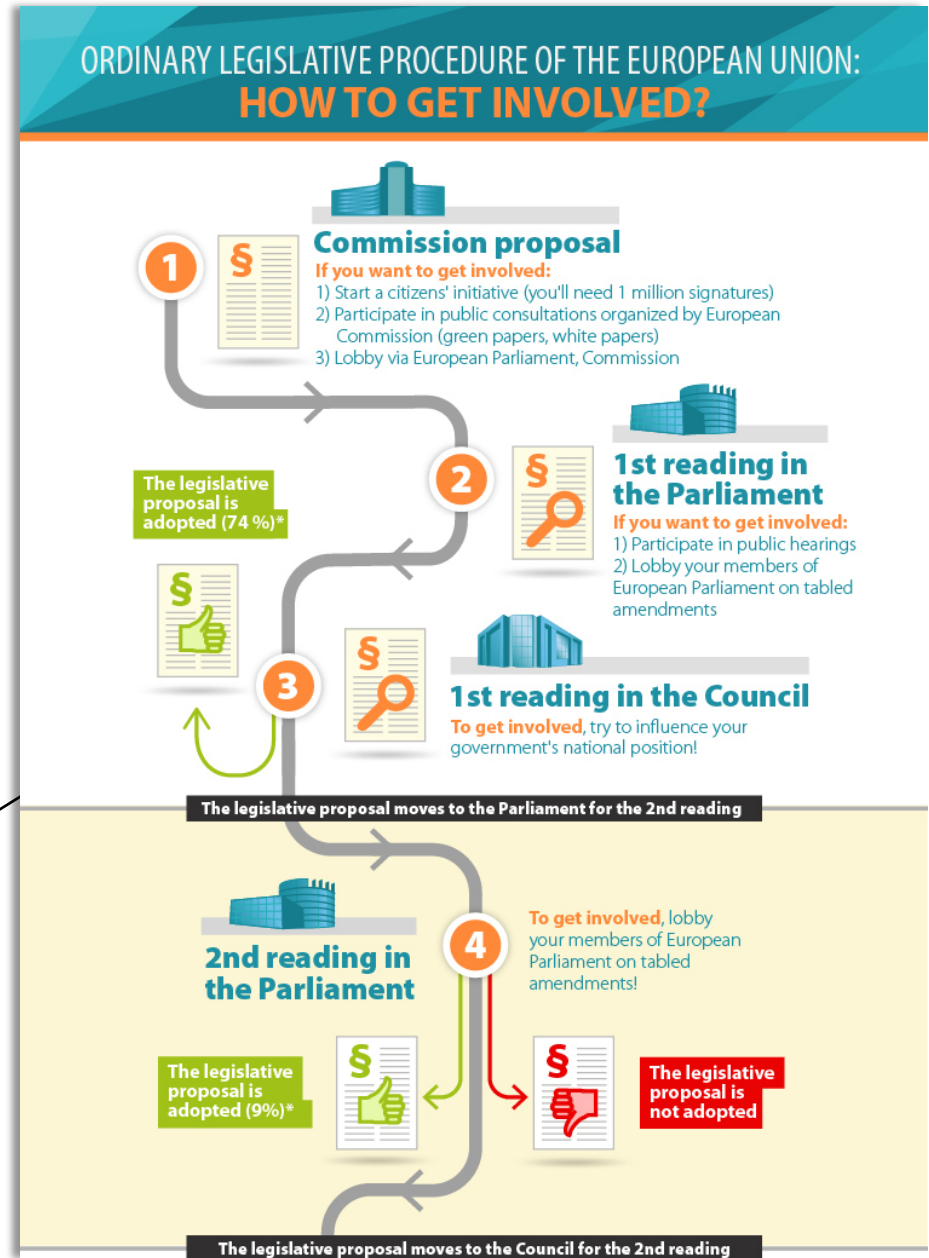 ORDINARY LEGISLATIVE PROCEDURE OF THE EUROPEAN UNION:
HOW TO GET INVOLVED?
1
§
Commission proposal
If you want to get involved:
1) Start a citizens' initiative (you'll need 1 million signatures)
2) Participate in public consultations organized by European
Commission (green papers, white papers)
3) Lobby via European Parliament, Commission
2
§
1st reading in
the Parliament
If you want to get involved:
1) Participate in public hearings
2) Lobby your members of
European Parliament on tabled
amendments
The legislative
proposal is
adopted (74 %)*
§
3
§
1st reading in the Council
To get involved, try to influence your
government's national position!
The legislative proposal moves to the Parliament for the 2nd reading
2nd reading in
the Parliament
4
To get involved, lobby
your members of European
Parliament on tabled
amendments!
The legislative
proposal is
adopted (9%)*
§
§
The legislative
proposal is
not adopted
The legislative proposal moves to the Council for the 2nd reading